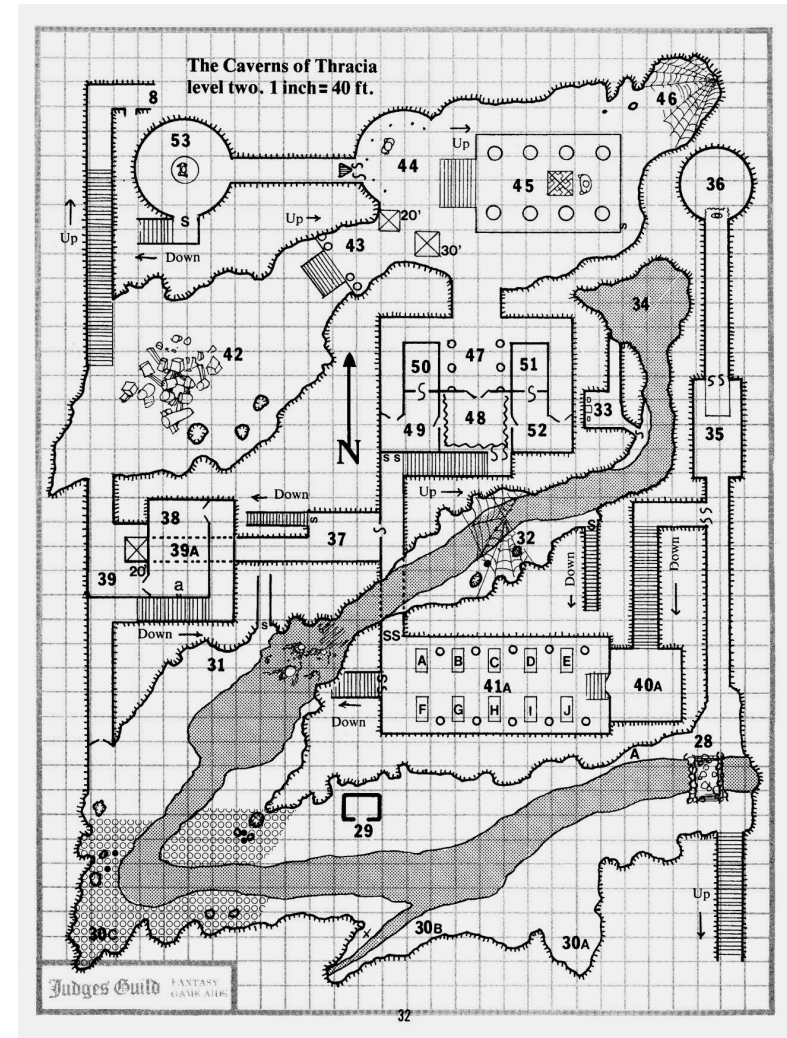 The Caverns of Thracia
level two. 1 inch = 40 ft.
8
46
53
Up
44
45
36
S
Up
20'
S
Up
43
Down
30'
34
42
47
50
51
48
33
49
52
35
N
S S
Down
Up
38
S
37
S
39A
32
Down
39
20'
Down
a
Down
S
SS
31
A B C D E
41A
40A
F G H I J
Down
28
A
29
Up
30B
30C
X
30A
Judges Guild
FANTASY
GAME AIDS
32